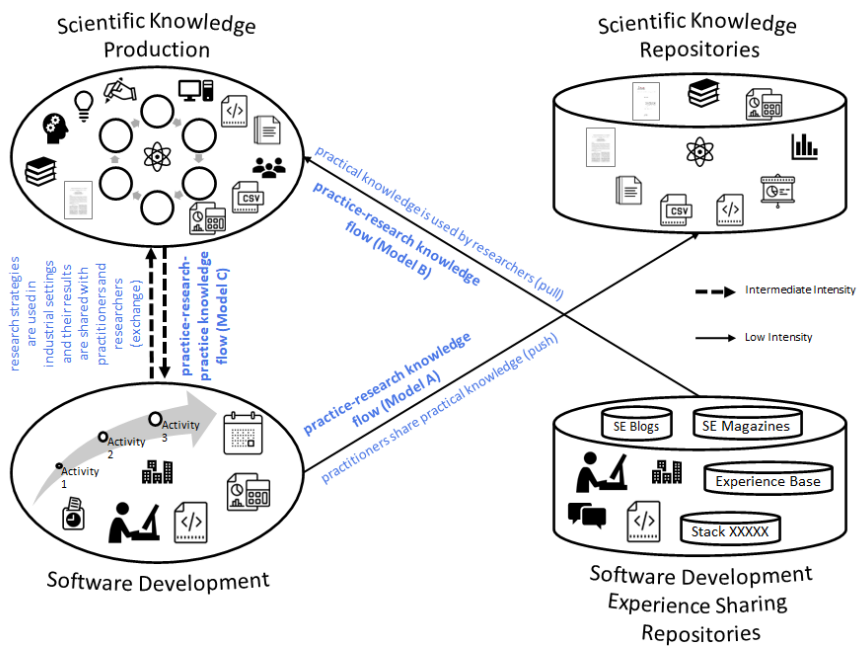 Scientific Knowledge
Production
Scientific Knowledge
Repositories
</>
CSV
CSV
</>
practical knowledge is used by researchers (pull)
practice-research knowledge
flow (Model B)
research strategies
are used in
industrial settings
and their results
are shared with
practitioners and
researchers
(exchange)
practice-research-
practice knowledge
flow (Model C)
Intermediate Intensity
Low Intensity
practice-research knowledge
flow (Model A)
practitioners share practical knowledge (push)
Activity
1
Activity
2
Activity
3
</>
SE Blogs
SE Magazines
Experience Base
Stack XXXXX
</>
Software Development
Software Development
Experience Sharing
Repositories